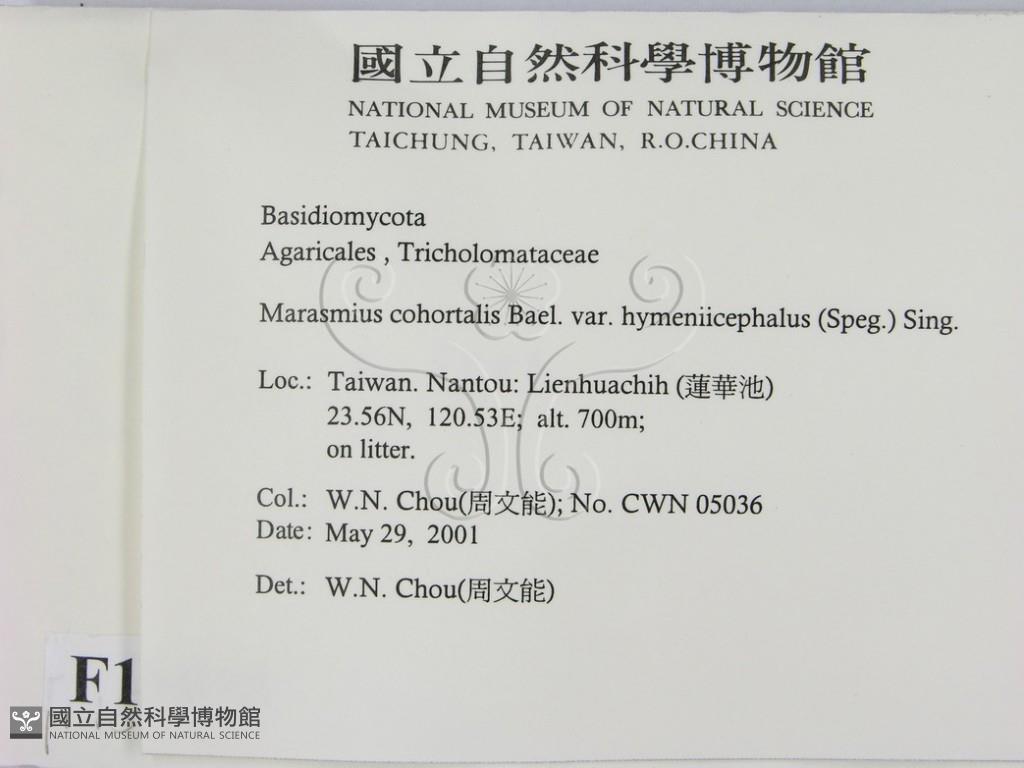 國立自然科學博物館
NATIONAL MUSEUM OF NATURAL SCIENCE
TAICHUNG, TAIWAN, R.O.CHINA
Basidiomycota
Agaricales , Tricholomataceae
Marasmius cohortalis Bael. var. hymeniicephalus (Speg.) Sing.
Loc.: Taiwan. Nantou: Lienhuachih (蓮華池)
23.56N, 120.53E; alt. 700m;
on litter.
Col.: W.N. Chou(周文能); No. CWN 05036
Date: May 29, 2001
Det.: W.N. Chou(周文能)
F1
國立自然科學博物館
NATIONAL MUSEUM OF NATURAL SCIENCE